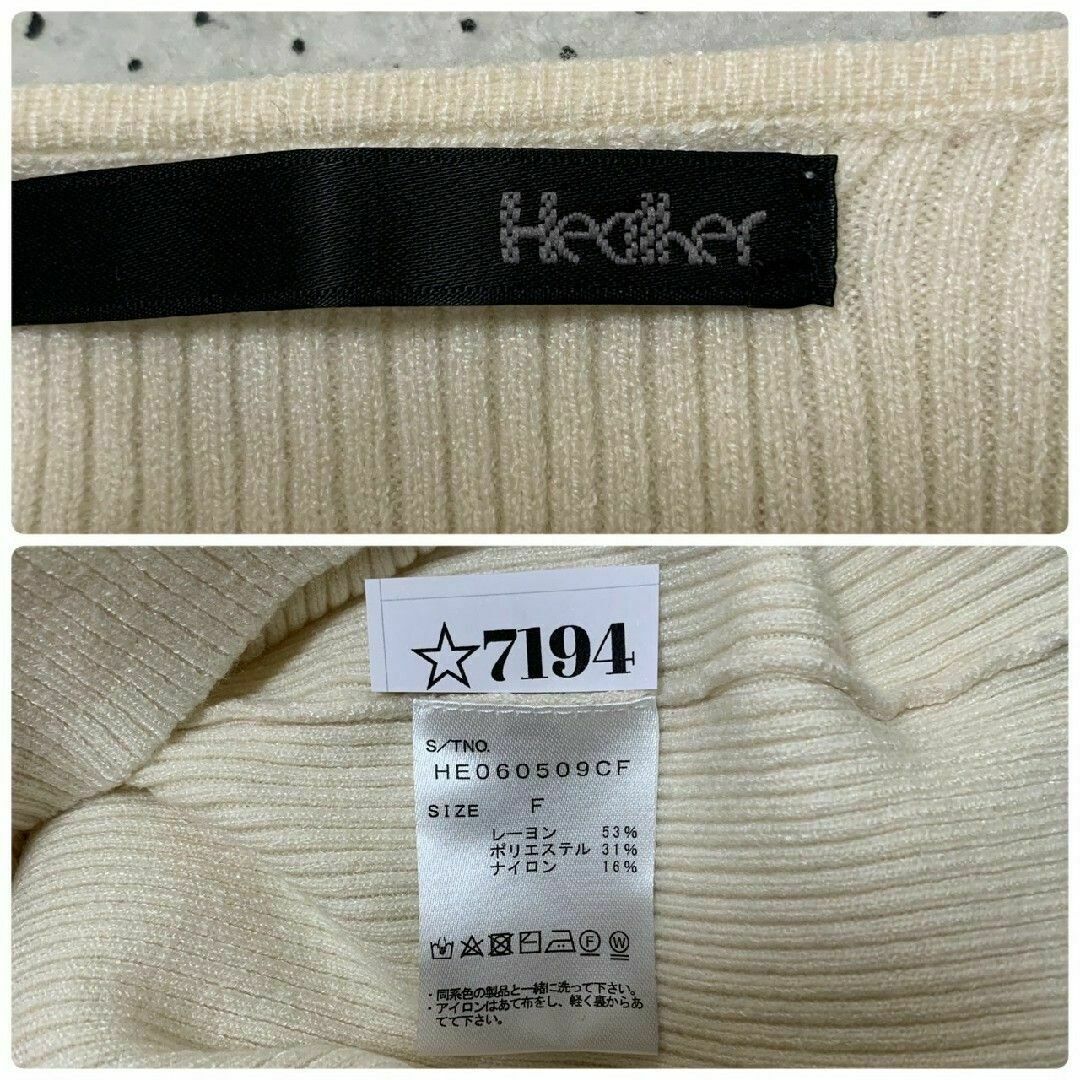 Heather
☆7194
S/TNO.
HE060509CF
SIZE F
レーヨン 53%
ポリエステル 31%
ナイロン 16%
F W
・同系色の製品と一緒に洗って下さい。
・アイロンはあて布をし、軽く裏からあ
てて下さい。